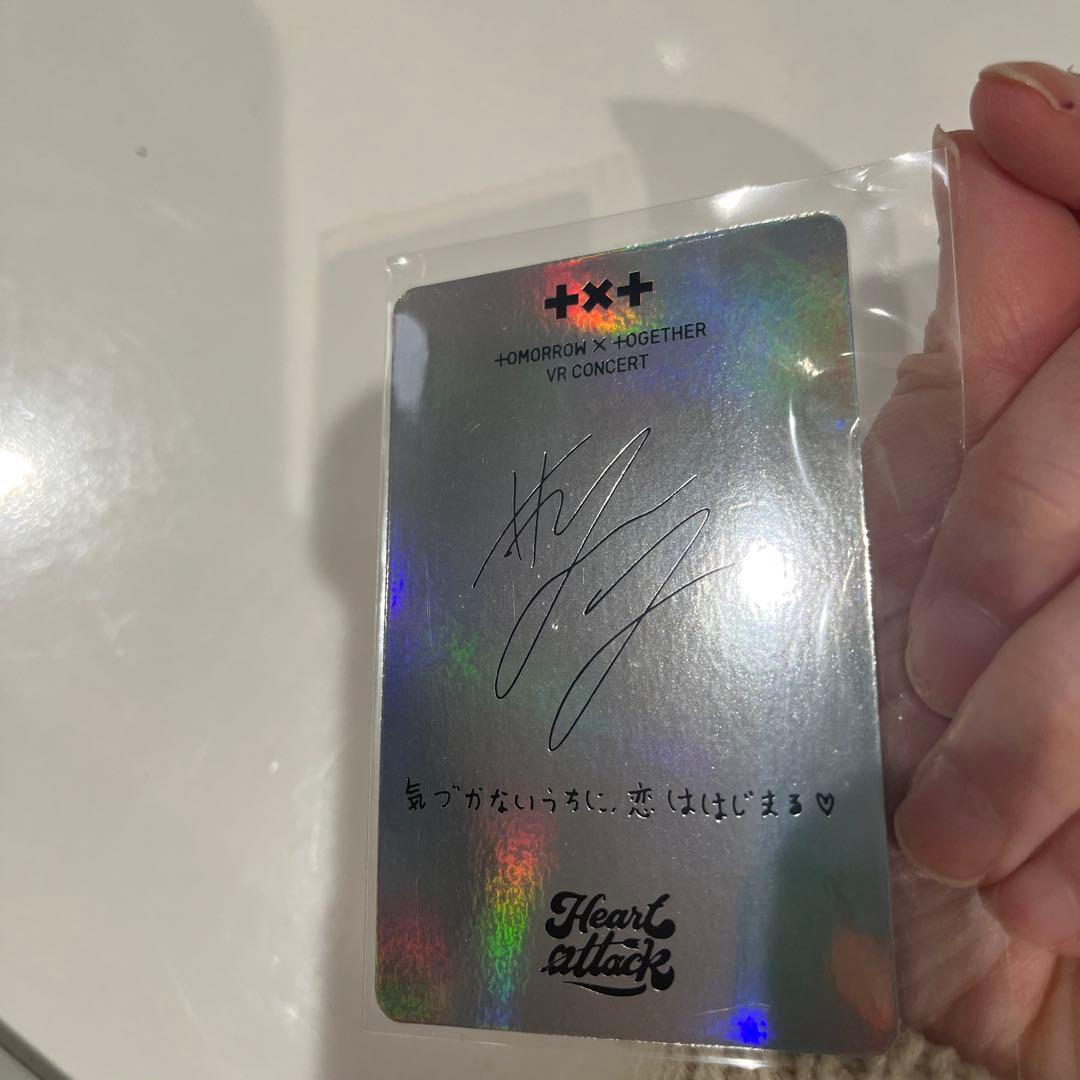 +×+
TOMORROW × TOGETHER
VR CONCERT
気づかないうちに、恋ははじまる♡
Heart
attack